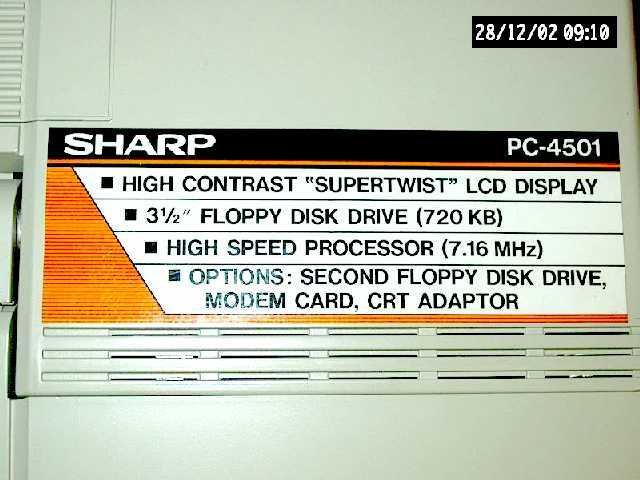 28/12/02 09:10
SHARP PC-4501
■ HIGH CONTRAST "SUPERTWIST" LCD DISPLAY
■ 3½" FLOPPY DISK DRIVE (720 KB)
■ HIGH SPEED PROCESSOR (7.16 MHz)
■ OPTIONS: SECOND FLOPPY DISK DRIVE,
MODEM CARD, CRT ADAPTOR